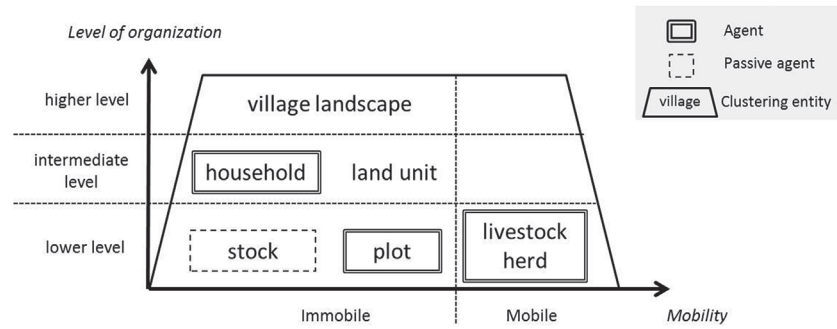 Level of organization
Agent
Passive agent
village
Clustering entity
higher level
village landscape
intermediate
level
household
land unit
lower level
stock
plot
livestock
herd
Immobile
Mobile
Mobility